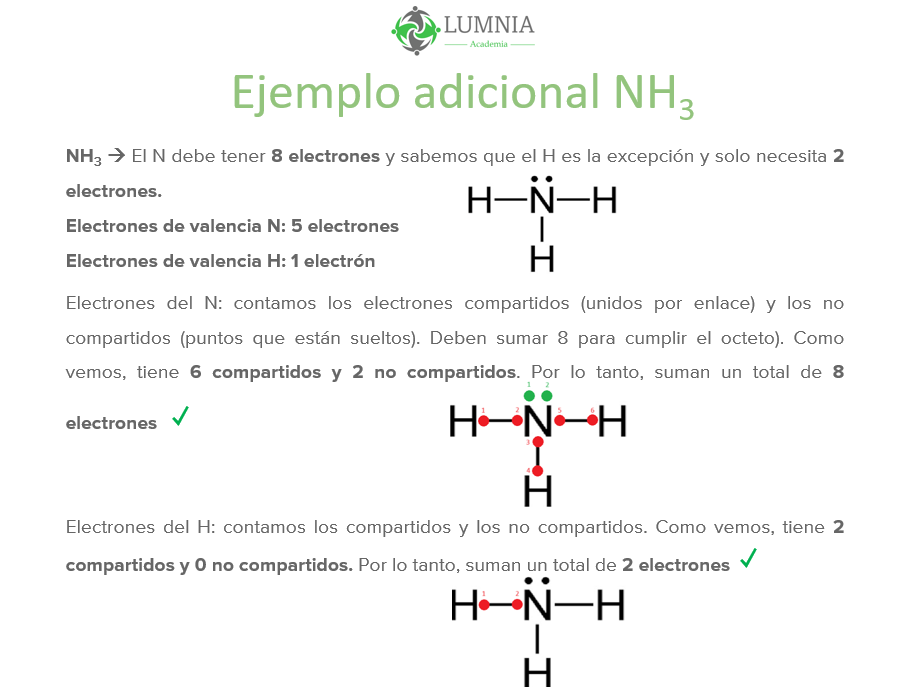 LUMNIA
Academia
Ejemplo adicional NH₃
NH₃ → El N debe tener 8 electrones y sabemos que el H es la excepción y solo necesita 2
electrones.
H—N—H
H
Electrones de valencia N: 5 electrones
Electrones de valencia H: 1 electrón
Electrones del N: contamos los electrones compartidos (unidos por enlace) y los no
compartidos (puntos que están sueltos). Deben sumar 8 para cumplir el octeto). Como
vemos, tiene 6 compartidos y 2 no compartidos. Por lo tanto, suman un total de 8
electrones ✓
1 2
H 1 2 N 5 6 H
3
4
H
Electrones del H: contamos los compartidos y los no compartidos. Como vemos, tiene 2
compartidos y 0 no compartidos. Por lo tanto, suman un total de 2 electrones ✓
H 1 2 N—H
H